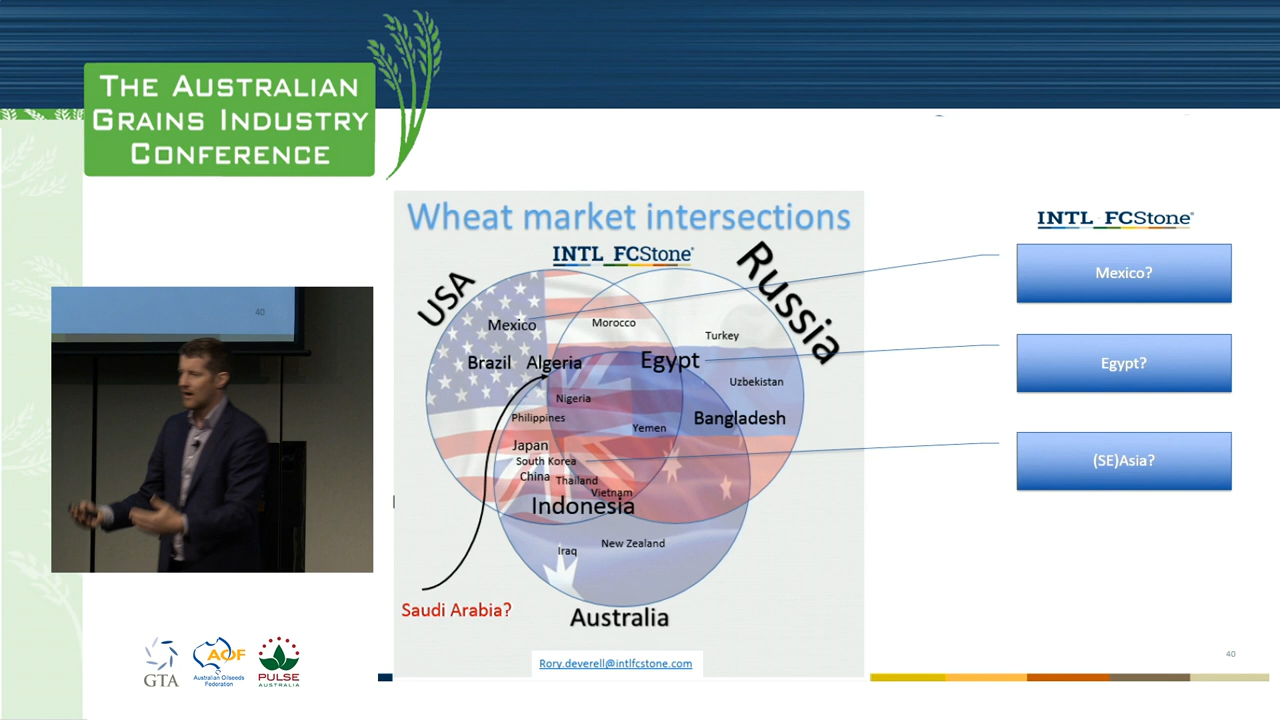 THE AUSTRALIAN
GRAINS INDUSTRY
CONFERENCE
Wheat market intersections
INTL FCStone®
USA
Russia
Mexico
Morocco
Turkey
Brazil
Algeria
Egypt
Uzbekistan
Nigeria
Philippines
Yemen
Bangladesh
Japan
South Korea
China
Thailand
Vietnam
Indonesia
Iraq
New Zealand
Saudi Arabia?
Australia
Rory.deverell@intlfcstone.com
INTL FCStone®
Mexico?
Egypt?
(SE)Asia?
40
40
GTA
AOF
Australian Oilseeds
Federation
PULSE
AUSTRALIA